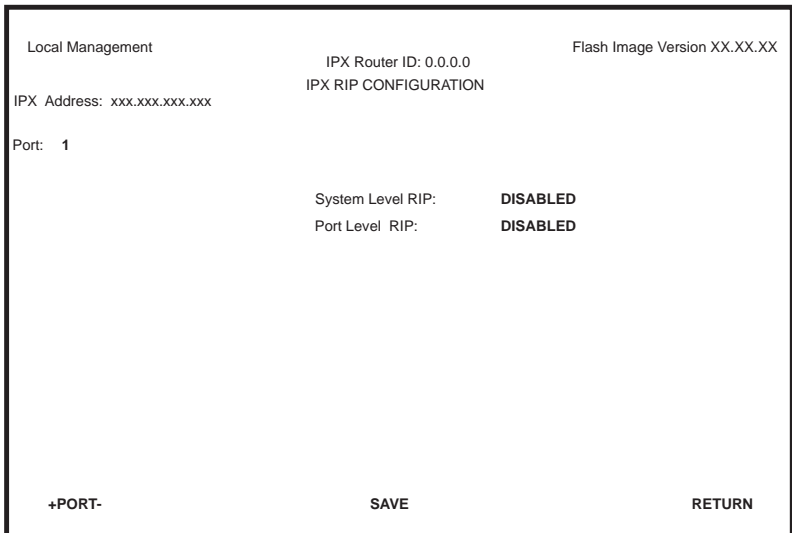 Local Management
Flash Image Version XX.XX.XX
IPX Router ID: 0.0.0.0
IPX RIP CONFIGURATION
IPX Address: xxx.xxx.xxx.xxx
Port: 1
System Level RIP: DISABLED
Port Level RIP: DISABLED
+PORT- SAVE RETURN